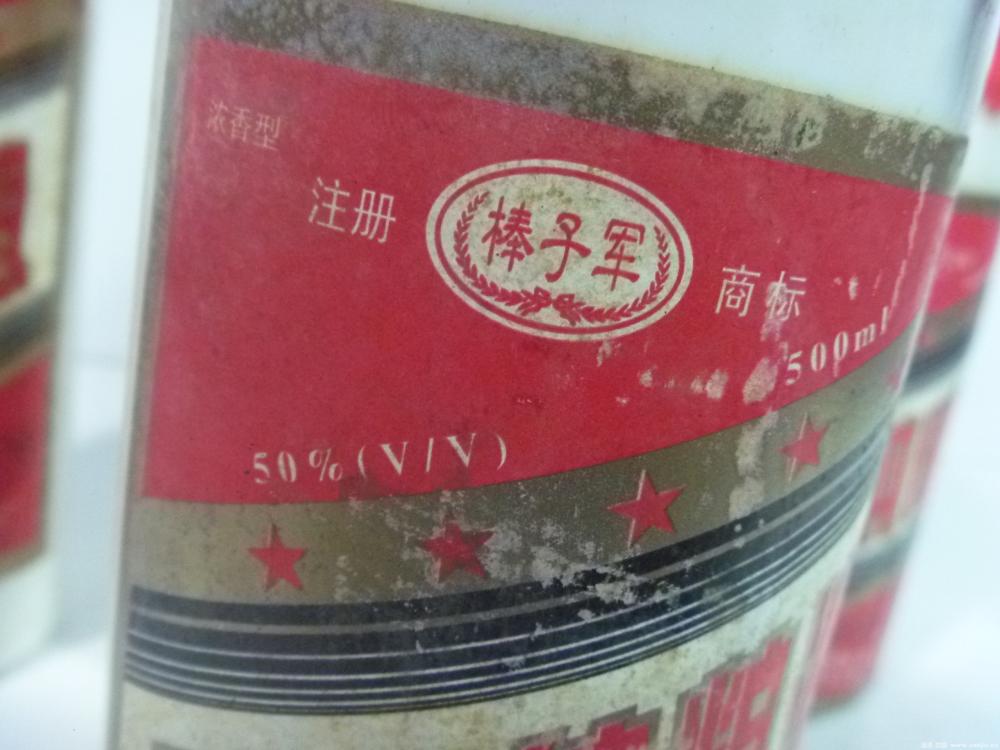 浓香型
注册
棒子军
商标
500ml
50%(V/V)